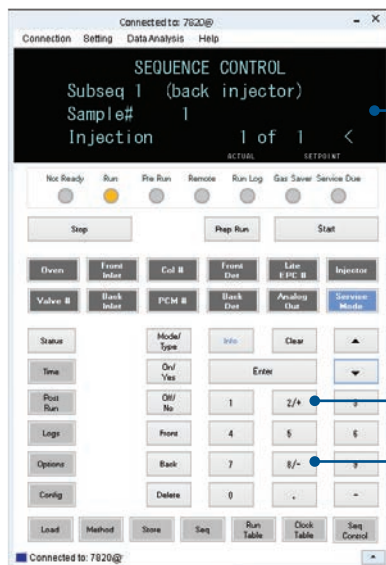 Connected to: 7820@
Connection Setting Data Analysis Help
SEQUENCE CONTROL
Subseq 1 (back injector)
Sample# 1
Injection 1 of 1 <
ACTUAL SETPOINT
Not Ready Run Pre Run Remote Run Log Gas Saver Service Due
Stop Prep Run Start
Oven Front Inlet Col # Front Det Lite EPC # Injector
Valve # Back Inlet PCM # Back Det Analog Out Service Mode
Status Mode/ Type Info Clear
Time On/ Yes Enter
Post Run Off/ No 1 2/+ 3
Logs Front 4 5 6
Options Back 7 8/- 9
Config Delete 0 . -
Load Method Store Seq Run Table Clock Table Seq Control
Connected to: 7820@